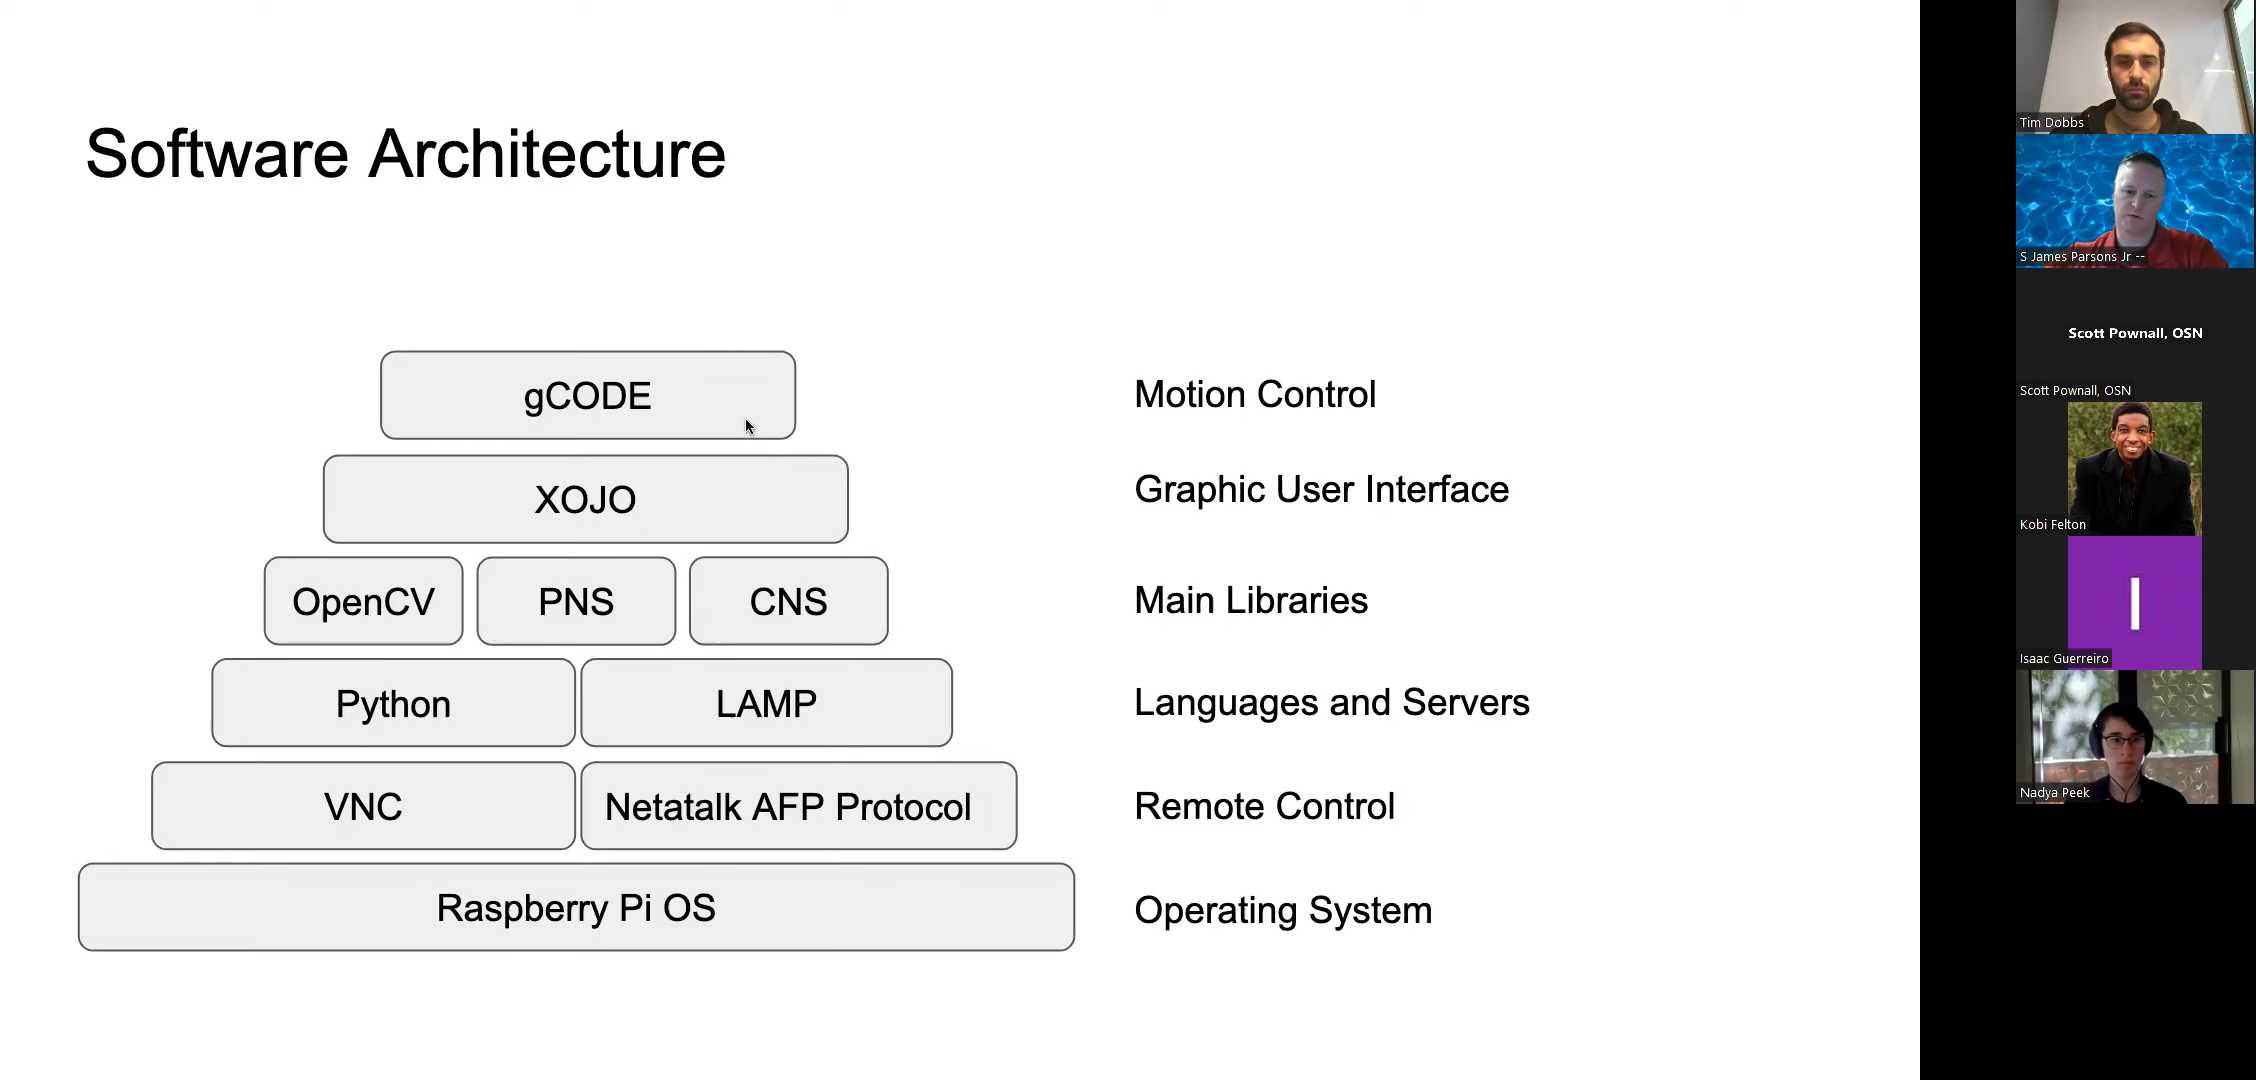 Software Architecture
gCODE
Motion Control
XOJO
Graphic User Interface
OpenCV
PNS
CNS
Main Libraries
Python
LAMP
Languages and Servers
VNC
Netatalk AFP Protocol
Remote Control
Raspberry Pi OS
Operating System
Tim Dobbs
S James Parsons Jr --
Scott Pownall, OSN
Scott Pownall, OSN
Kobi Felton
I
Isaac Guerreiro
Nadya Peek